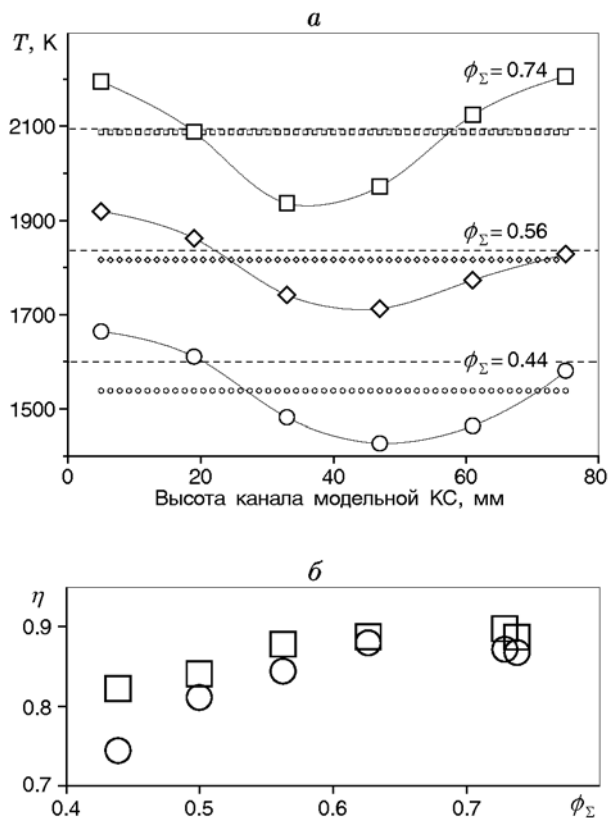 а
T, K
ϕΣ = 0.74
2100
1900
ϕΣ = 0.56
1700
ϕΣ = 0.44
1500
0 20 40 60 80
Высота канала модельной КС, мм
б
η
0.9
0.8
0.7
0.4 0.5 0.6 0.7 ϕΣ